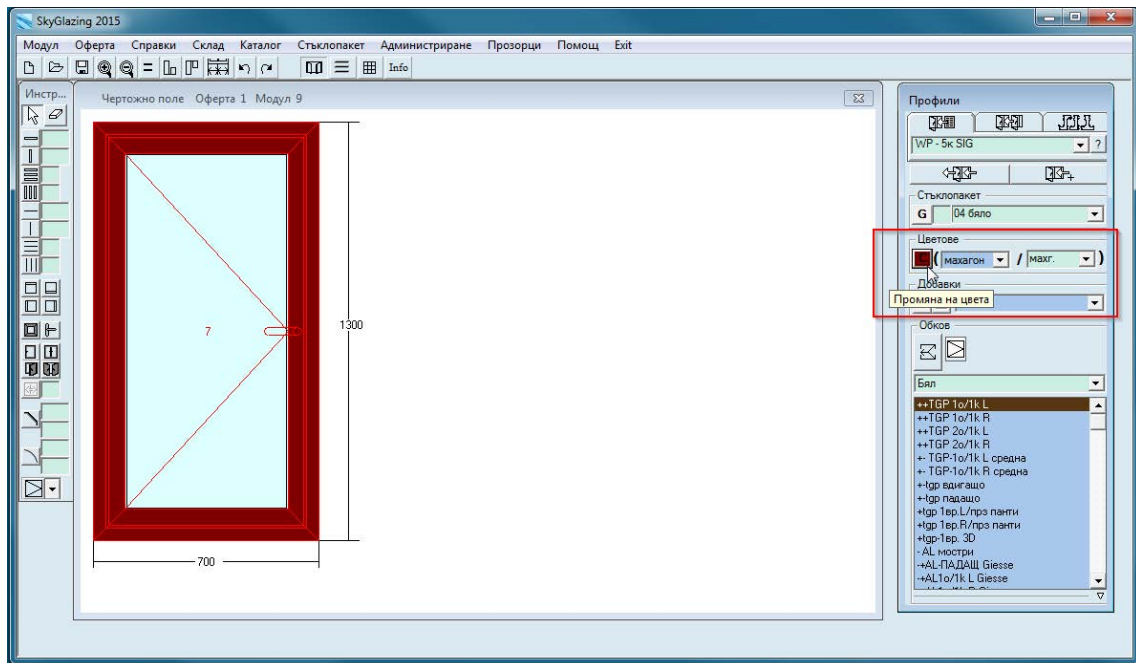 SkyGlazing 2015
Модул Оферта Справки Склад Каталог Стъклопакет Администриране Прозорци Помощ Exit
Info
Инстр...
Чертожно поле Оферта 1 Модул 9
7
1300
700
Профили
WP - 5к SIG
?
Стъклопакет
G 04 бяло
Цветове
( махагон / махг. )
Добавки
Промяна на цвета
Обков
Бял
++TGP 1o/1k L
++TGP 1o/1k R
++TGP 2o/1k L
++TGP 2o/1k R
+- TGP-1o/1k L средна
+- TGP-1o/1k R средна
+-tgp вдигащо
+-tgp падащо
+tgp 1вр.L/прз панти
+tgp 1вр.R/прз панти
+tgp-1вр. 3D
- AL мостри
-+AL-ПАДАЩ Giesse
-+AL1o/1k L Giesse